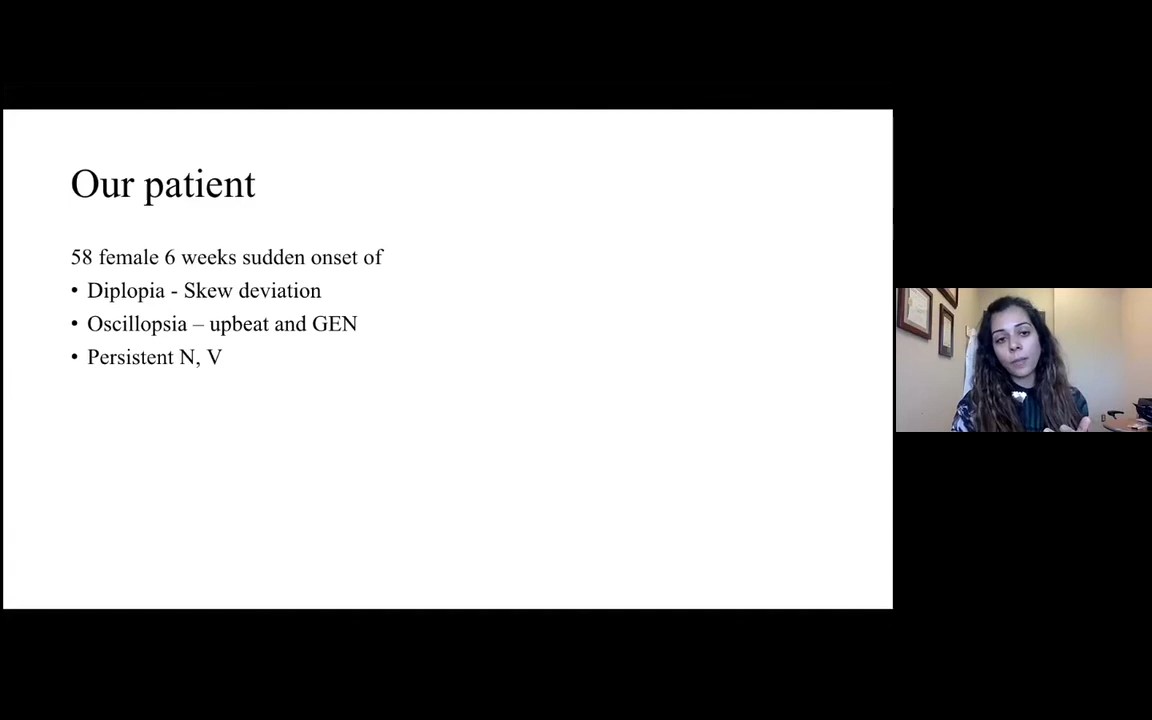 Our patient
58 female 6 weeks sudden onset of
• Diplopia - Skew deviation
• Oscillopsia – upbeat and GEN
• Persistent N, V